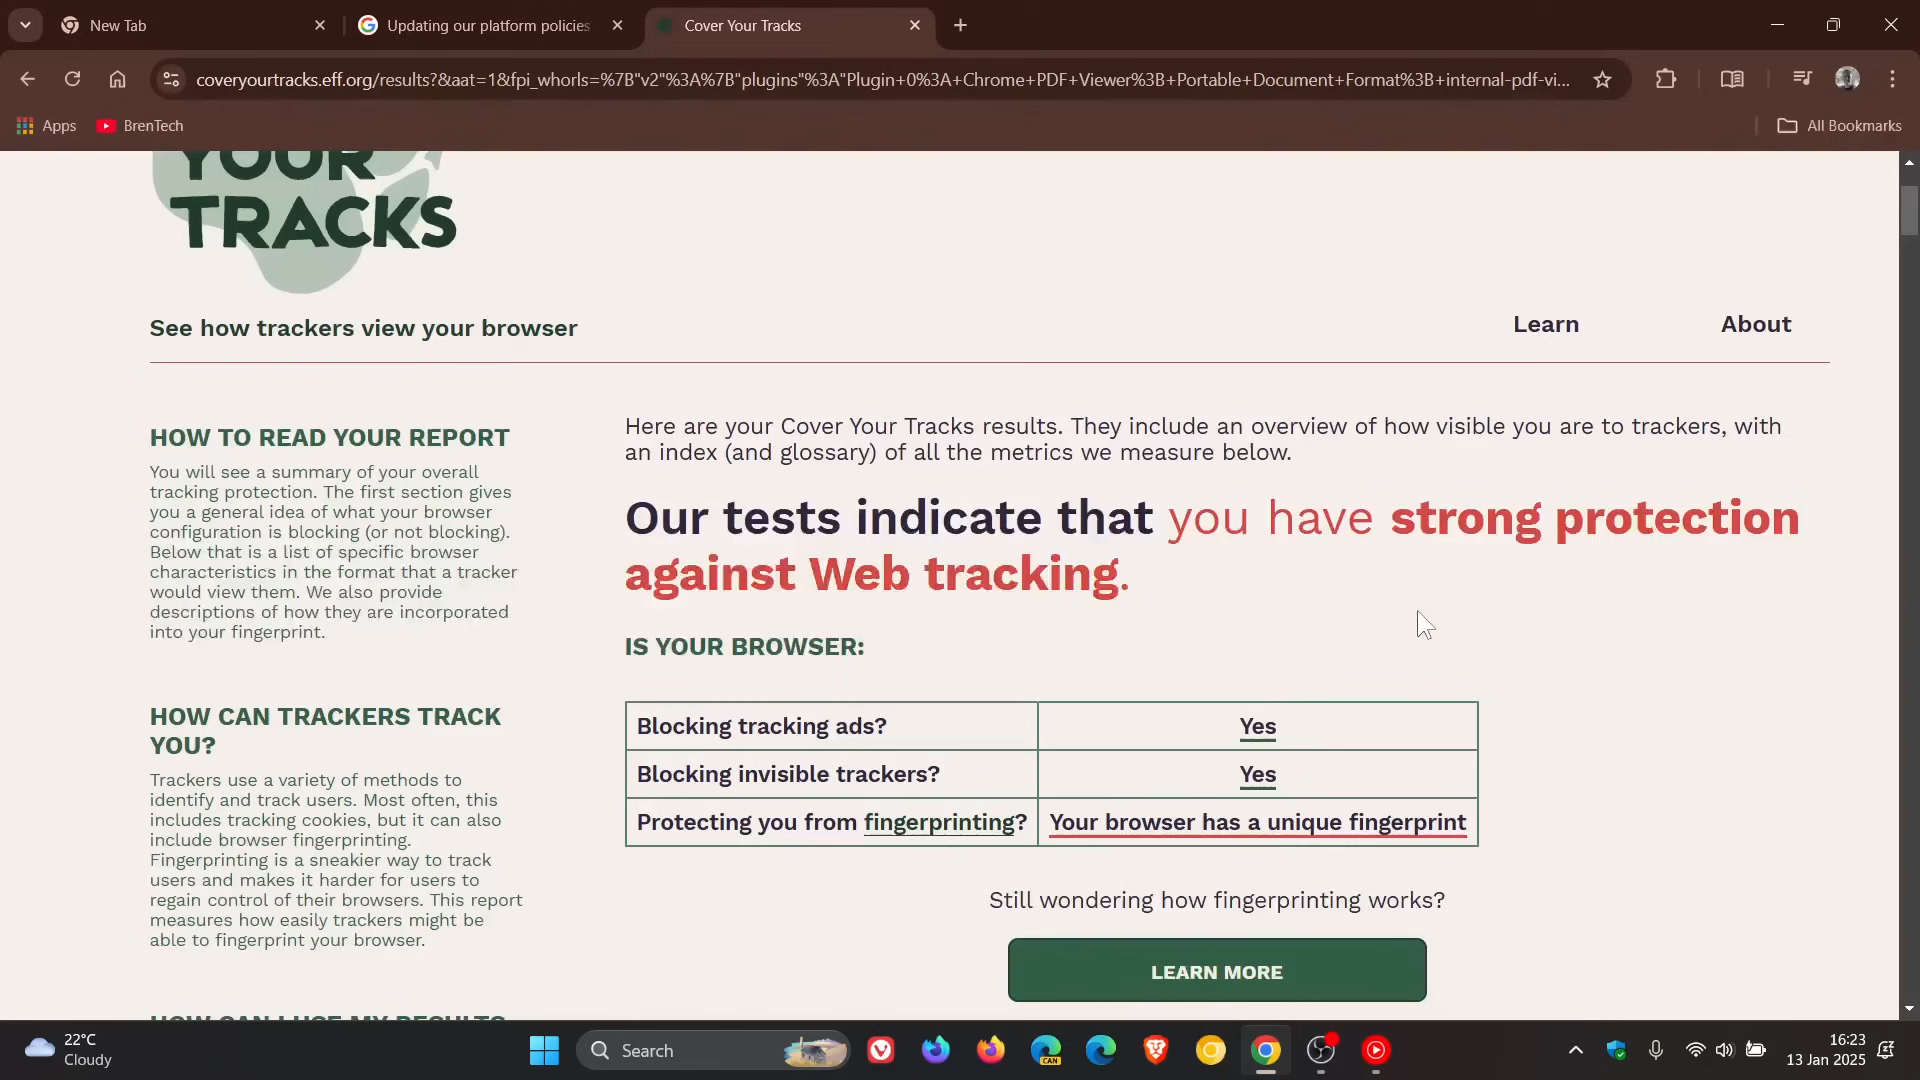 New Tab
Updating our platform policies
Cover Your Tracks
coveryourtracks.eff.org/results?&aat=1&fpi_whorls=%7B"v2"%3A%7B"plugins"%3A"Plugin+0%3A+Chrome+PDF+Viewer%3B+Portable+Document+Format%3B+internal-pdf-vi...
Apps
BrenTech
All Bookmarks
YOUR
TRACKS
See how trackers view your browser
Learn
About
HOW TO READ YOUR REPORT
You will see a summary of your overall
tracking protection. The first section gives
you a general idea of what your browser
configuration is blocking (or not blocking).
Below that is a list of specific browser
characteristics in the format that a tracker
would view them. We also provide
descriptions of how they are incorporated
into your fingerprint.
HOW CAN TRACKERS TRACK
YOU?
Trackers use a variety of methods to
identify and track users. Most often, this
includes tracking cookies, but it can also
include browser fingerprinting.
Fingerprinting is a sneakier way to track
users and makes it harder for users to
regain control of their browsers. This report
measures how easily trackers might be
able to fingerprint your browser.
HOW CAN I USE MY RESULTS
Here are your Cover Your Tracks results. They include an overview of how visible you are to trackers, with
an index (and glossary) of all the metrics we measure below.
Our tests indicate that you have strong protection
against Web tracking.
IS YOUR BROWSER:
Blocking tracking ads? Yes
Blocking invisible trackers? Yes
Protecting you from fingerprinting? Your browser has a unique fingerprint
Still wondering how fingerprinting works?
LEARN MORE
22°C
Cloudy
Search
CAN
16:23
13 Jan 2025